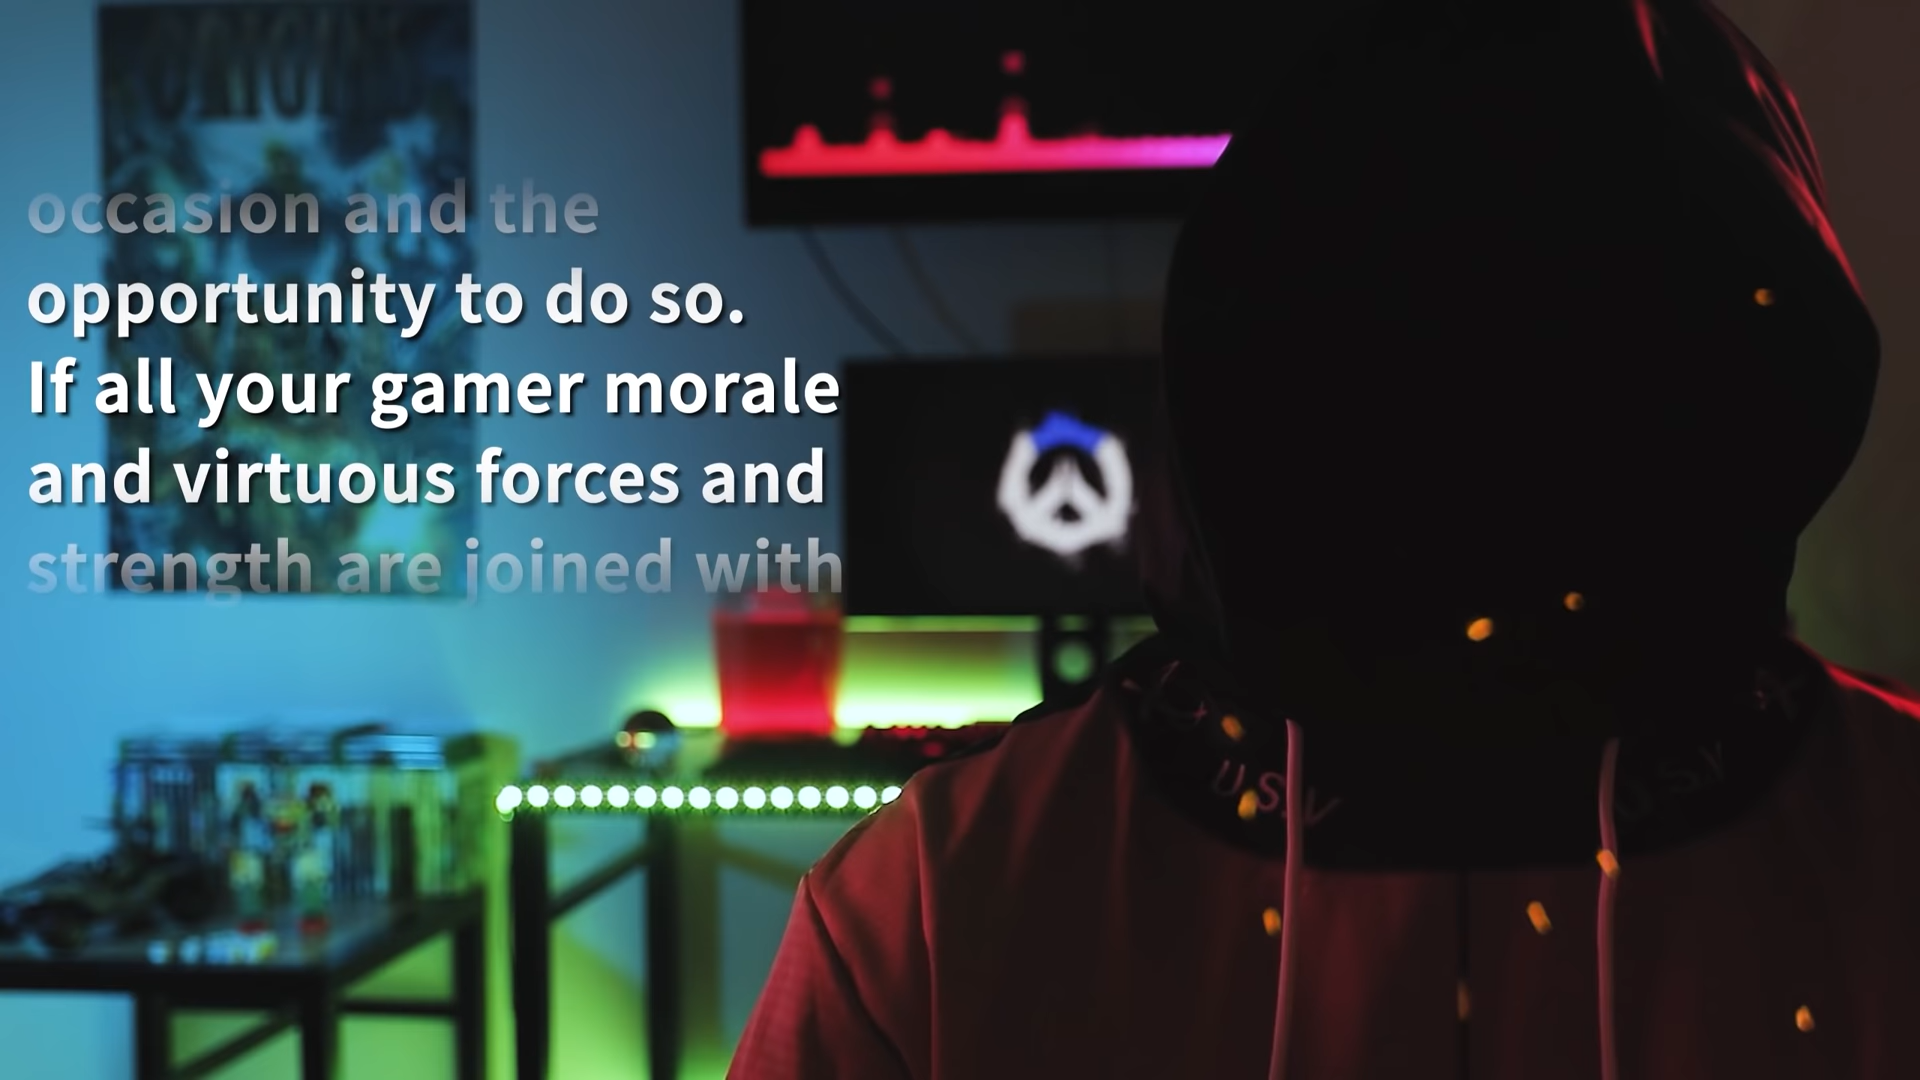 ORIGINS
occasion and the
opportunity to do so.
If all your gamer morale
and virtuous forces and
strength are joined with
U.S.V
U.S.V